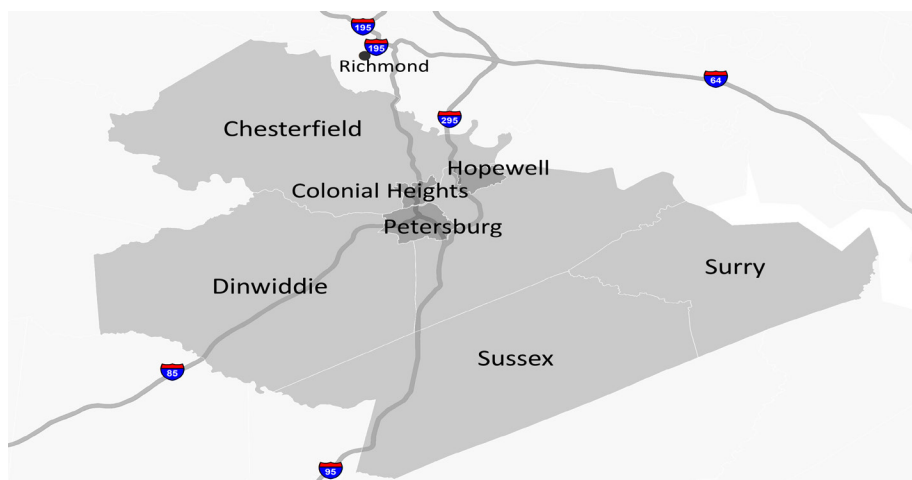 195
195
Richmond
64
295
Chesterfield
Hopewell
Colonial Heights
Petersburg
Surry
Dinwiddie
Sussex
85
95